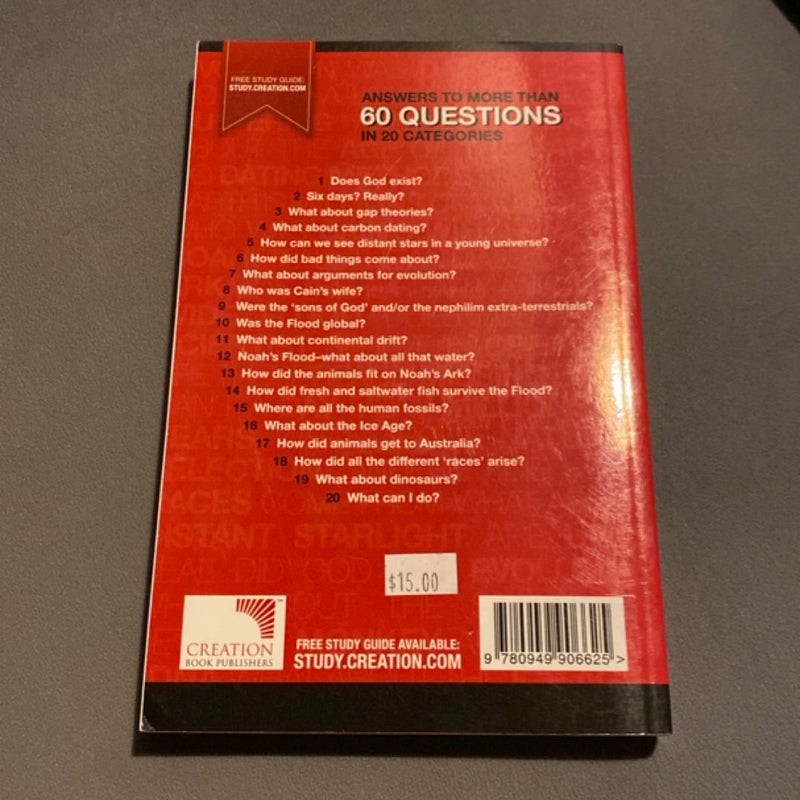 FREE STUDY GUIDE:
STUDY.CREATION.COM
ANSWERS TO MORE THAN
60 QUESTIONS
IN 20 CATEGORIES
1 Does God exist?
2 Six days? Really?
3 What about gap theories?
4 What about carbon dating?
5 How can we see distant stars in a young universe?
6 How did bad things come about?
7 What about arguments for evolution?
8 Who was Cain's wife?
9 Were the 'sons of God' and/or the nephilim extra-terrestrials?
10 Was the Flood global?
11 What about continental drift?
12 Noah's Flood–what about all that water?
13 How did the animals fit on Noah's Ark?
14 How did fresh and saltwater fish survive the Flood?
15 Where are all the human fossils?
16 What about the Ice Age?
17 How did animals get to Australia?
18 How did all the different 'races' arise?
19 What about dinosaurs?
20 What can I do?
$15.00
CREATION
BOOK PUBLISHERS
™
FREE STUDY GUIDE AVAILABLE:
STUDY.CREATION.COM
9 780949 906625 >